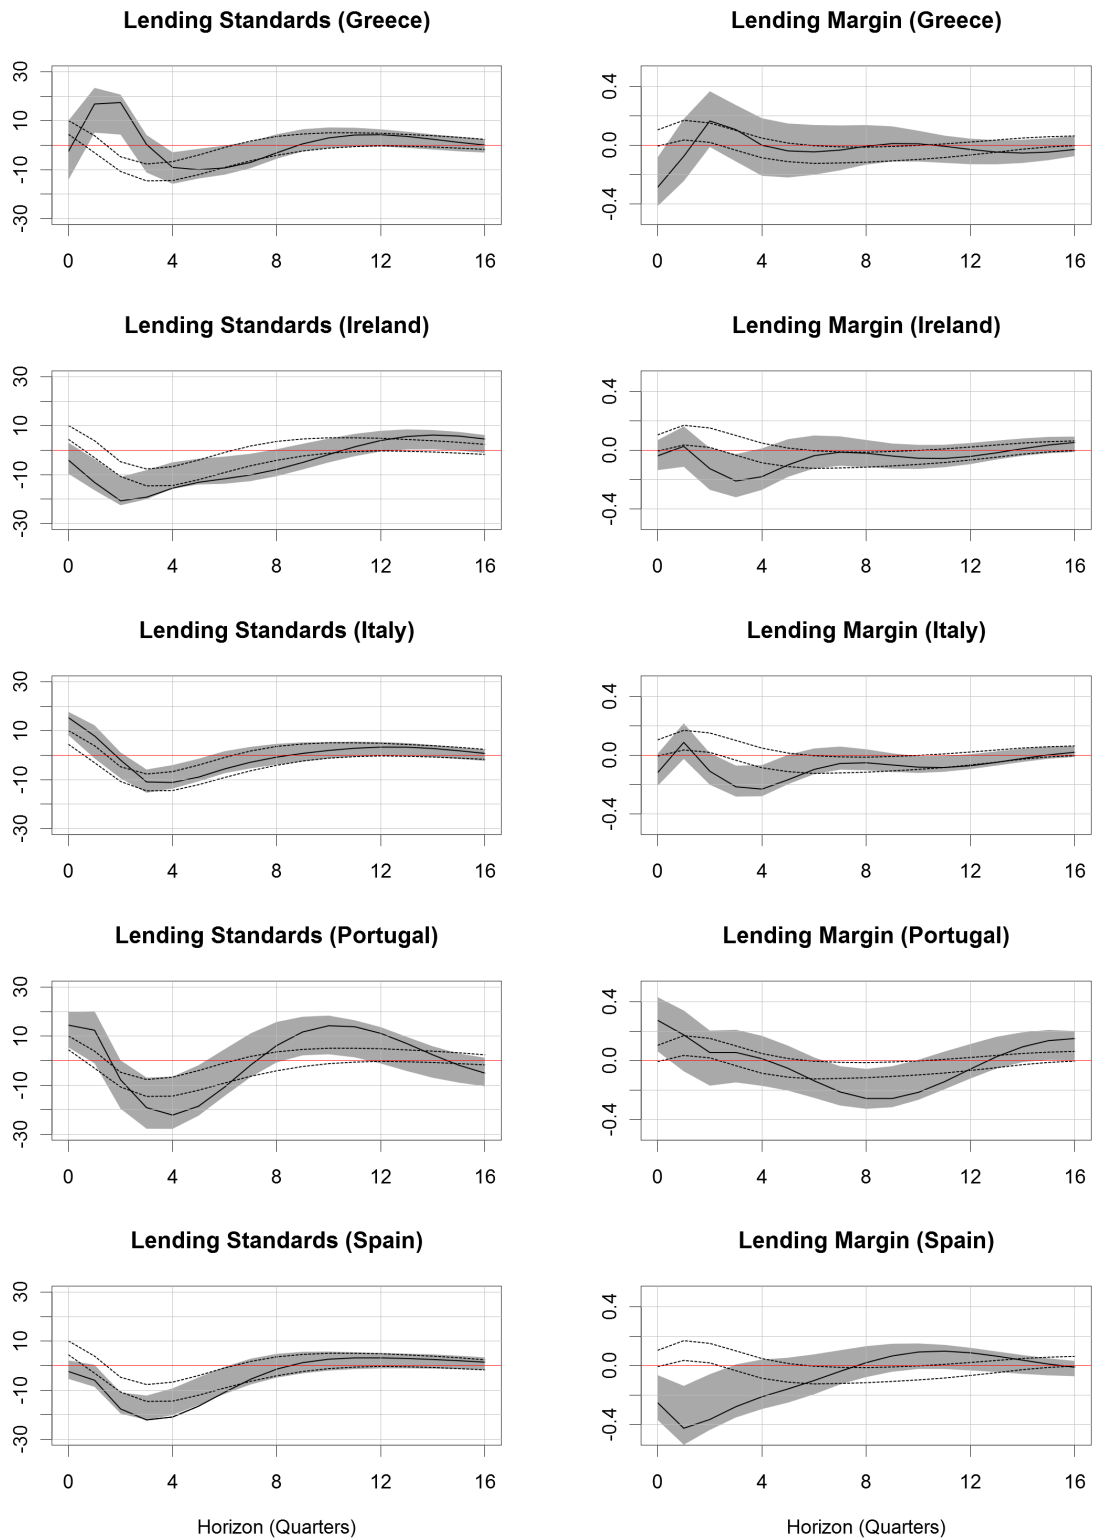 Lending Standards (Greece)
Lending Margin (Greece)
30
10
-10
-30
0 4 8 12 16
0.4
0.0
-0.4
0 4 8 12 16
Lending Standards (Ireland)
Lending Margin (Ireland)
30
10
-10
-30
0 4 8 12 16
0.4
0.0
-0.4
0 4 8 12 16
Lending Standards (Italy)
Lending Margin (Italy)
30
10
-10
-30
0 4 8 12 16
0.4
0.0
-0.4
0 4 8 12 16
Lending Standards (Portugal)
Lending Margin (Portugal)
30
10
-10
-30
0 4 8 12 16
0.4
0.0
-0.4
0 4 8 12 16
Lending Standards (Spain)
Lending Margin (Spain)
30
10
-10
-30
0 4 8 12 16
0.4
0.0
-0.4
0 4 8 12 16
Horizon (Quarters)
Horizon (Quarters)